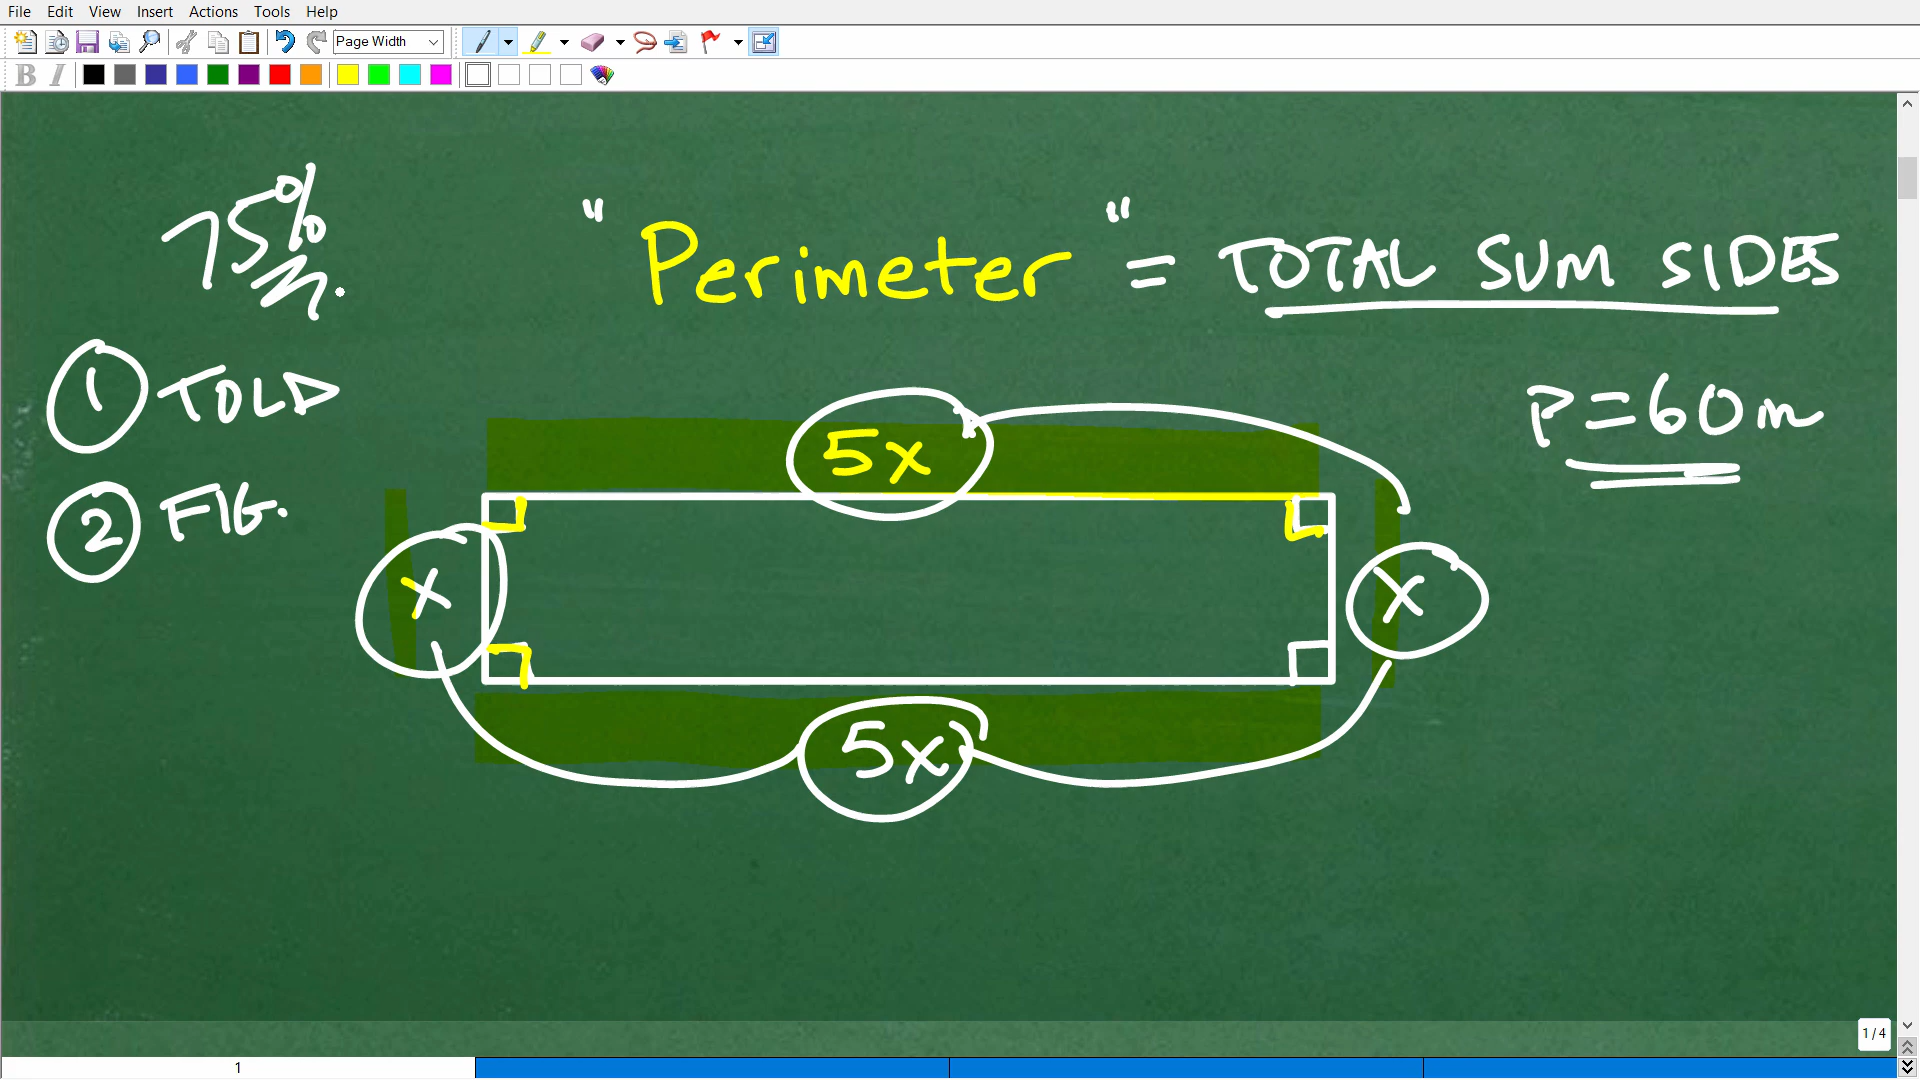 File Edit View Insert Actions Tools Help
Page Width
B I
75%
"Perimeter" = TOTAL SUM SIDES
1 TOLD
P=60m
5x
2 FIG.
x
x
5x
1 / 4
1